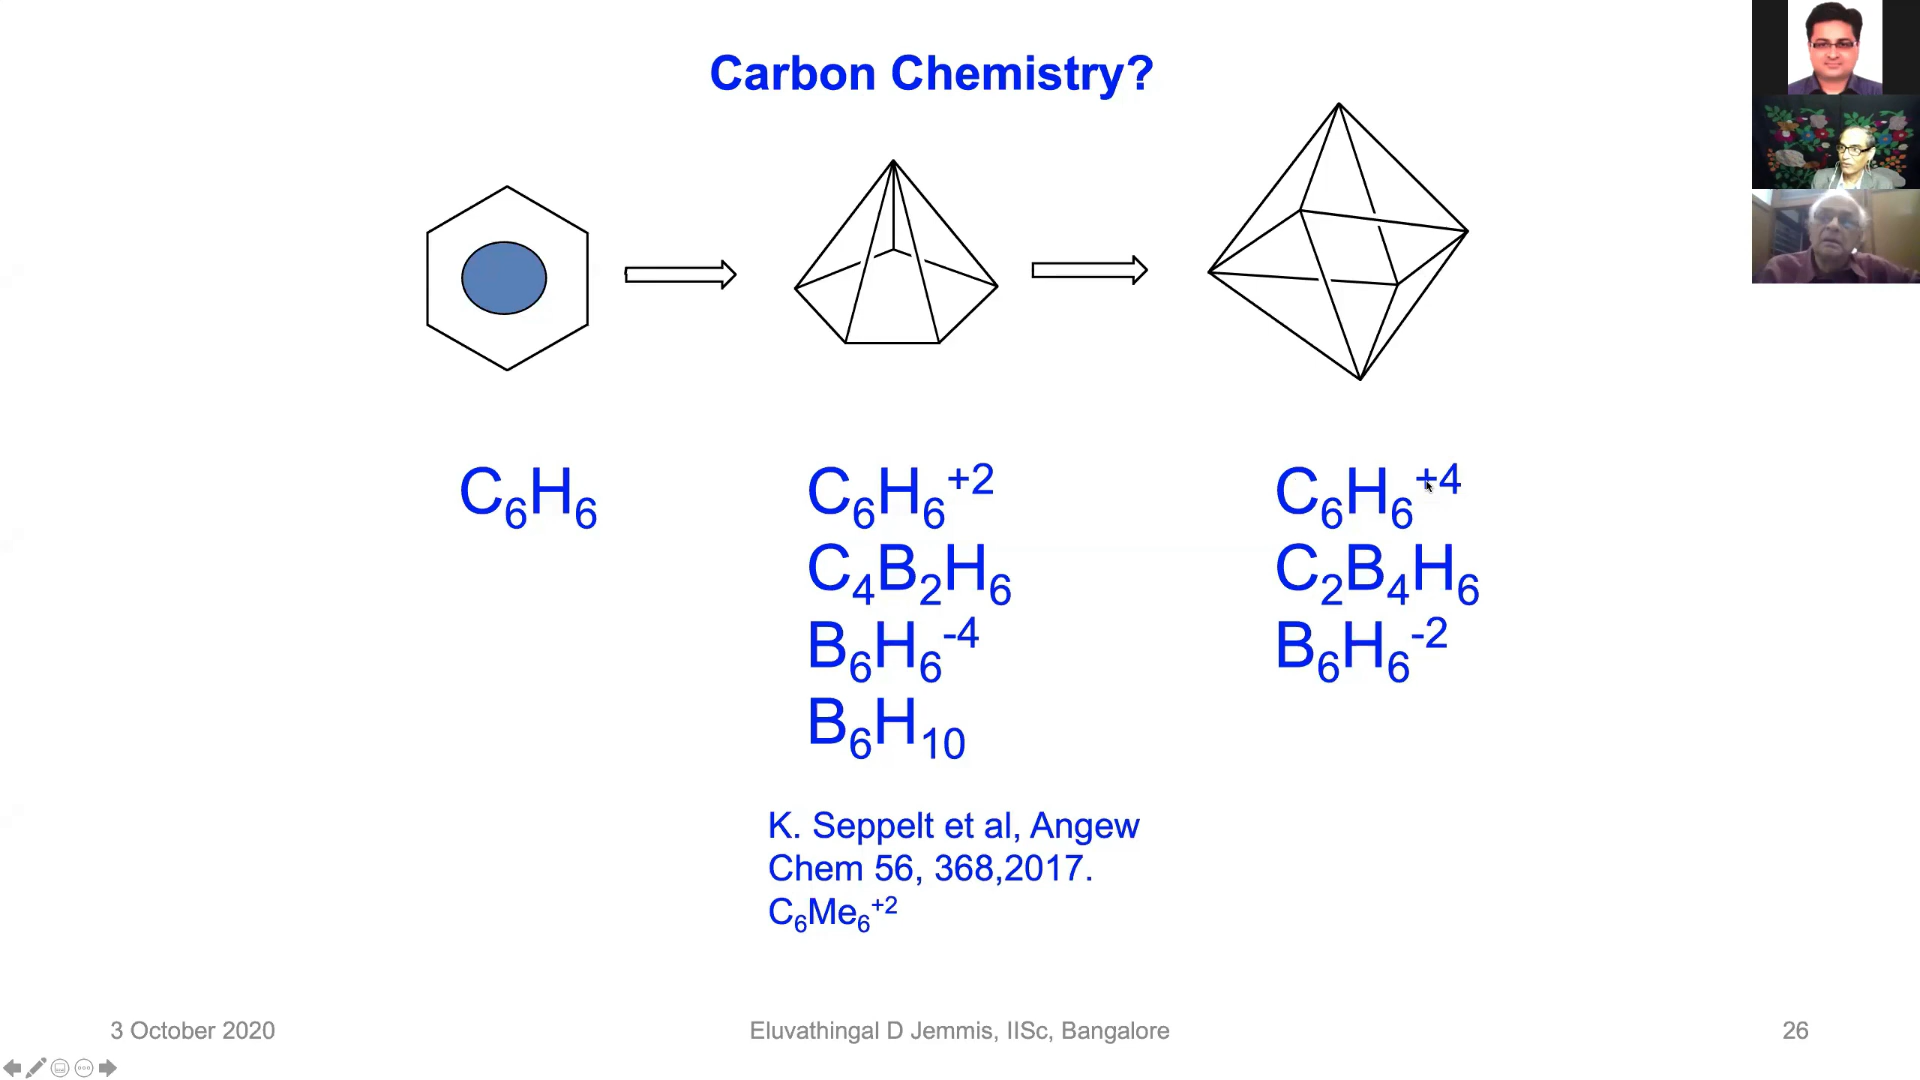 Carbon Chemistry?
C₆H₆
C₆H₆⁺² 
C₄B₂H₆
B₆H₆⁻⁴
B₆H₁₀
C₆H₆⁺⁴
C₂B₄H₆
B₆H₆⁻²
K. Seppelt et al, Angew
Chem 56, 368,2017.
C₆Me₆⁺²
3 October 2020
Eluvathingal D Jemmis, IISc, Bangalore
26